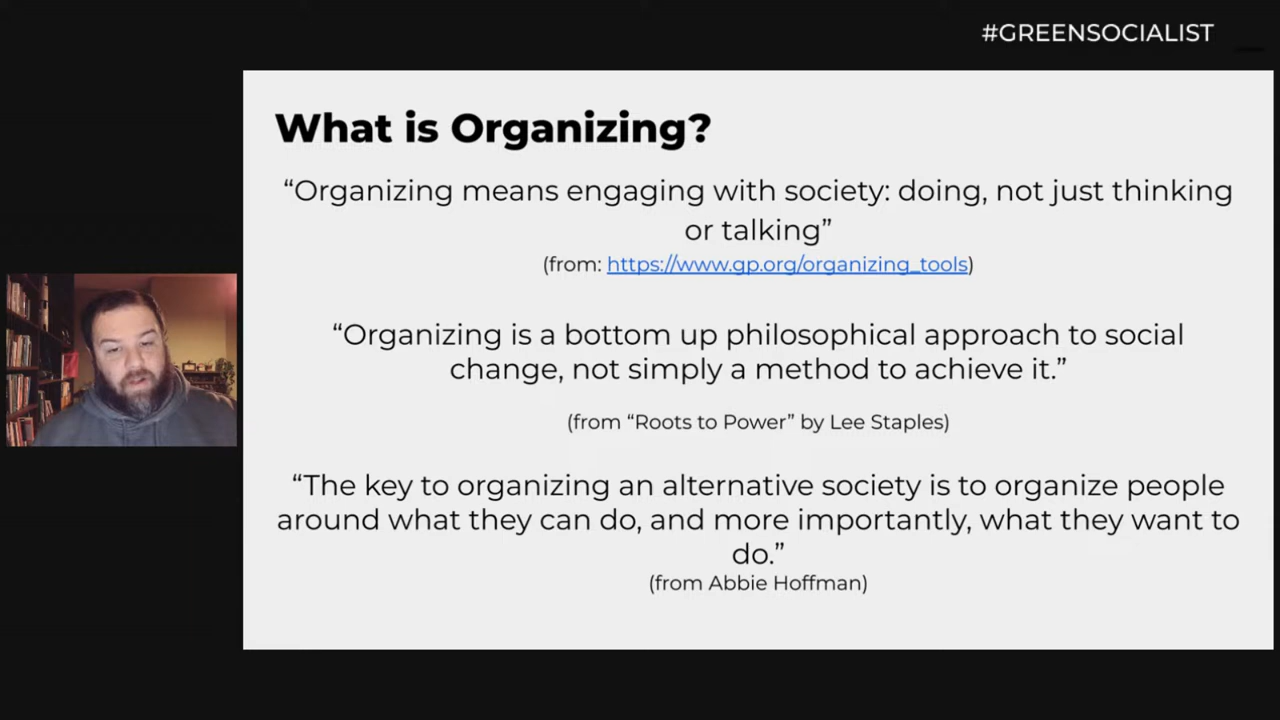 #GREENSOCIALIST
What is Organizing?
“Organizing means engaging with society: doing, not just thinking
or talking”
(from: https://www.gp.org/organizing_tools)
“Organizing is a bottom up philosophical approach to social
change, not simply a method to achieve it.”
(from “Roots to Power” by Lee Staples)
“The key to organizing an alternative society is to organize people
around what they can do, and more importantly, what they want to
do.”
(from Abbie Hoffman)